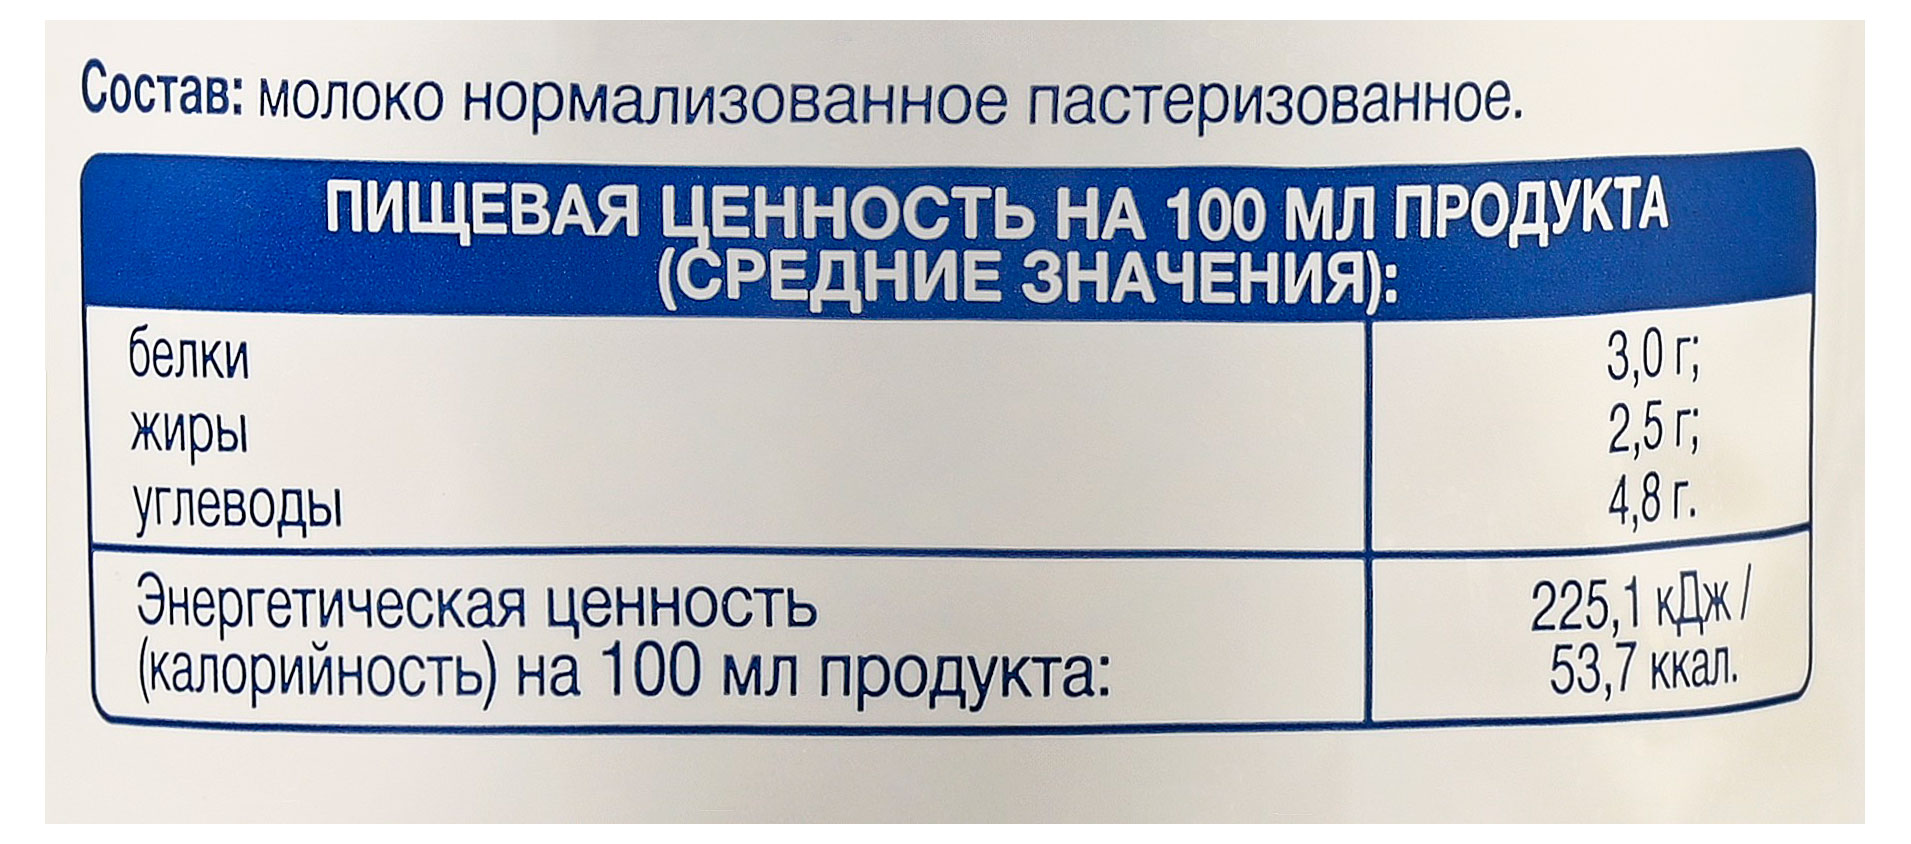 Состав: молоко нормализованное пастеризованное.
ПИЩЕВАЯ ЦЕННОСТЬ НА 100 МЛ ПРОДУКТА
(СРЕДНИЕ ЗНАЧЕНИЯ):
белки 3,0 г;
жиры 2,5 г;
углеводы 4,8 г.
Энергетическая ценность 225,1 кДж /
(калорийность) на 100 мл продукта: 53,7 ккал.